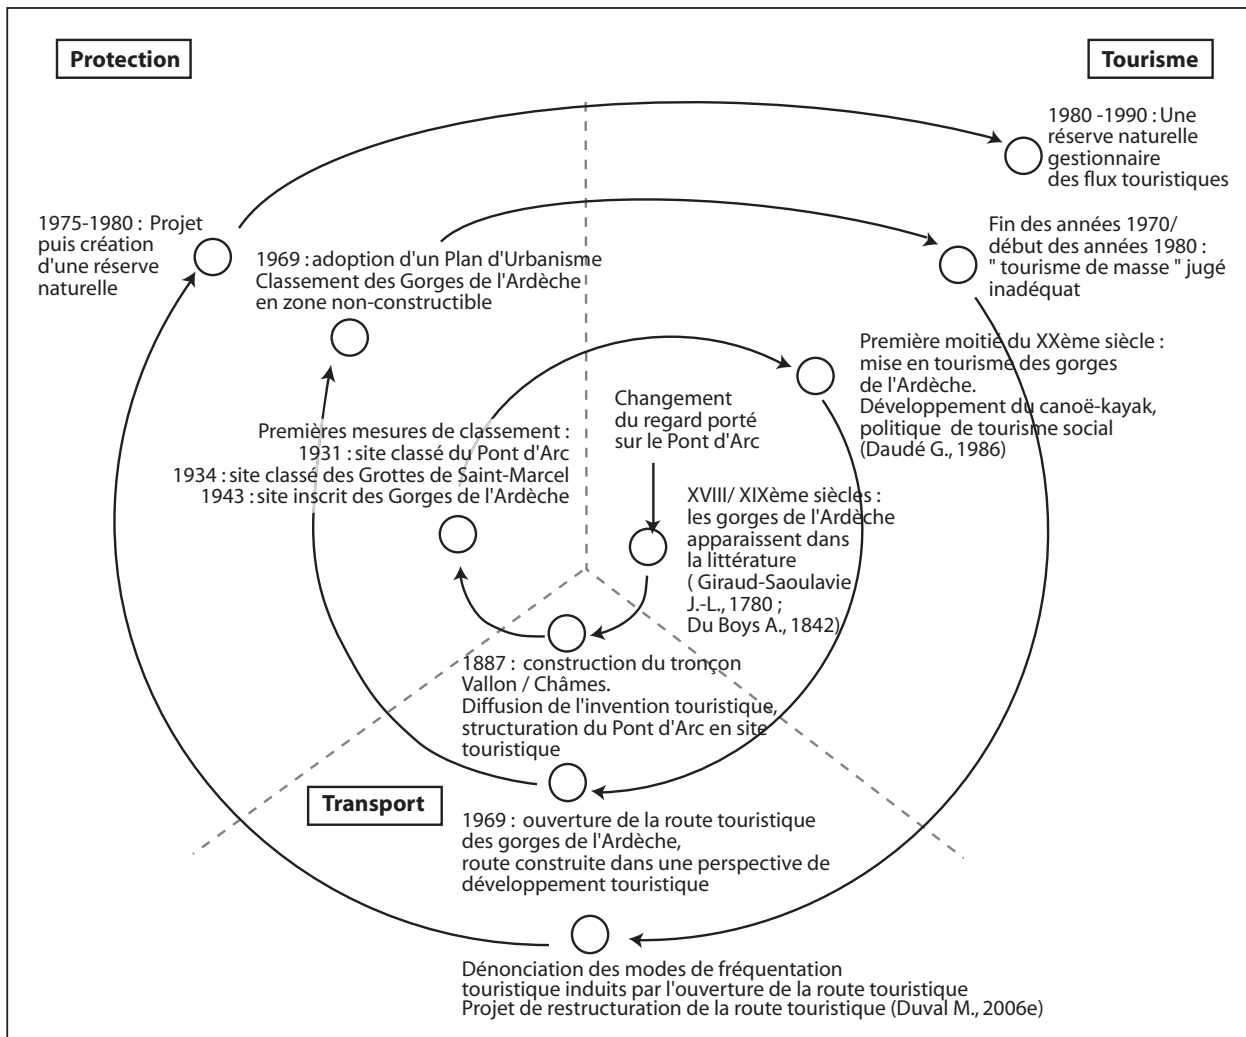 Protection
Tourisme
1980 -1990 : Une
réserve naturelle
gestionnaire
des flux touristiques
1975-1980 : Projet
puis création
d'une réserve
naturelle
1969 : adoption d'un Plan d'Urbanisme
Classement des Gorges de l'Ardèche
en zone non-constructible
Fin des années 1970/
début des années 1980 :
" tourisme de masse " jugé
inadéquat
Première moitié du XXème siècle :
mise en tourisme des gorges
de l'Ardèche.
Développement du canoë-kayak,
politique de tourisme social
(Daudé G., 1986)
Changement
du regard porté
sur le Pont d'Arc
Premières mesures de classement :
1931 : site classé du Pont d'Arc
1934 : site classé des Grottes de Saint-Marcel
1943 : site inscrit des Gorges de l'Ardèche
XVIII/ XIXème siècles :
les gorges de l'Ardèche
apparaissent dans
la littérature
( Giraud-Saoulavie
J.-L., 1780 ;
Du Boys A., 1842)
1887 : construction du tronçon
Vallon / Châmes.
Diffusion de l'invention touristique,
structuration du Pont d'Arc en site
touristique
Transport
1969 : ouverture de la route touristique
des gorges de l'Ardèche,
route construite dans une perspective de
développement touristique
Dénonciation des modes de fréquentation
touristique induits par l'ouverture de la route touristique
Projet de restructuration de la route touristique (Duval M., 2006e)